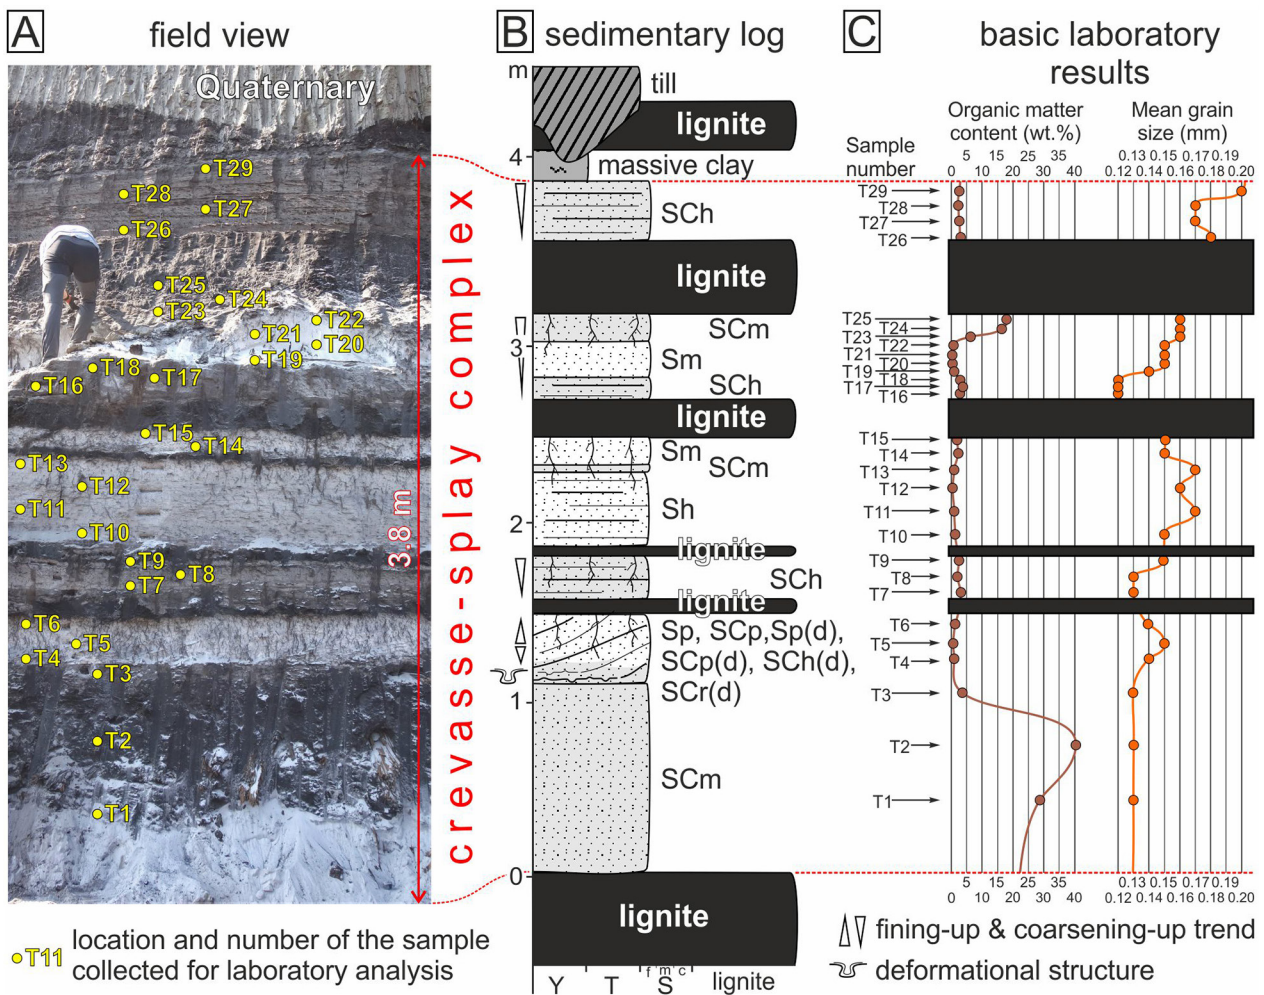 A field view
Quaternary
T29
T28
T27
T26
T25
T24
T23
T22
T21
T20
T19
T18
T17
T16
T15
T14
T13
T12
T11
T10
T9
T8
T7
T6
T5
T4
T3
T2
T1
3.8 m
crevasse-splay complex
T11 location and number of the sample
collected for laboratory analysis
B sedimentary log
m
till
lignite
4
massive clay
SCh
lignite
SCm
3
Sm
SCh
lignite
Sm
SCm
Sh
2
lignite
SCh
lignite
Sp, SCp,Sp(d),
SCp(d), SCh(d),
SCr(d)
1
SCm
0
lignite
f m c
Y T S lignite
C basic laboratory
results
Organic matter
content (wt.%)
Mean grain
size (mm)
Sample
number
5 15 25 35
0 10 20 30 40
0.13 0.15 0.17 0.19
0.12 0.14 0.16 0.18 0.20
T29
T28
T27
T26
T25
T24
T23
T22
T21
T20
T19
T18
T17
T16
T15
T14
T13
T12
T11
T10
T9
T8
T7
T6
T5
T4
T3
T2
T1
5 15 25 35
0 10 20 30 40
0.13 0.15 0.17 0.19
0.12 0.14 0.16 0.18 0.20
fining-up & coarsening-up trend
deformational structure